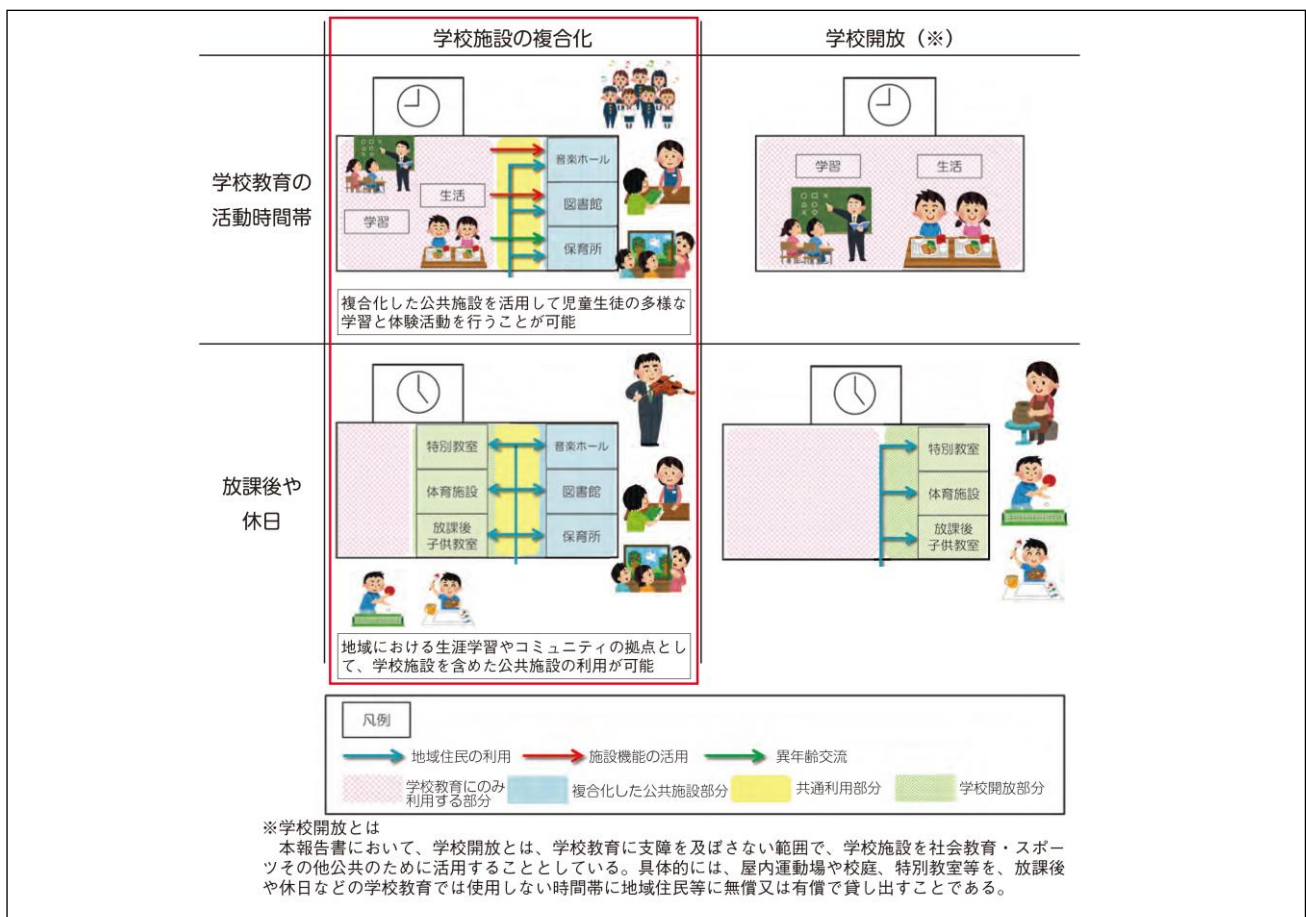 学校施設の複合化
学校開放（※）
学校教育の
活動時間帯
学習
生活
音楽ホール
図書館
保育所
複合化した公共施設を活用して児童生徒の多様な
学習と体験活動を行うことが可能
学習
生活
放課後や
休日
特別教室
体育施設
放課後
子供教室
音楽ホール
図書館
保育所
地域における生涯学習やコミュニティの拠点とし
て、学校施設を含めた公共施設の利用が可能
特別教室
体育施設
放課後
子供教室
凡例
地域住民の利用
施設機能の活用
異年齢交流
学校教育にのみ
利用する部分
複合化した公共施設部分
共通利用部分
学校開放部分
※学校開放とは
本報告書において、学校開放とは、学校教育に支障を及ぼさない範囲で、学校施設を社会教育・スポー
ツその他公共のために活用することとしている。具体的には、屋内運動場や校庭、特別教室等を、放課後
や休日などの学校教育では使用しない時間帯に地域住民等に無償又は有償で貸し出すことである。